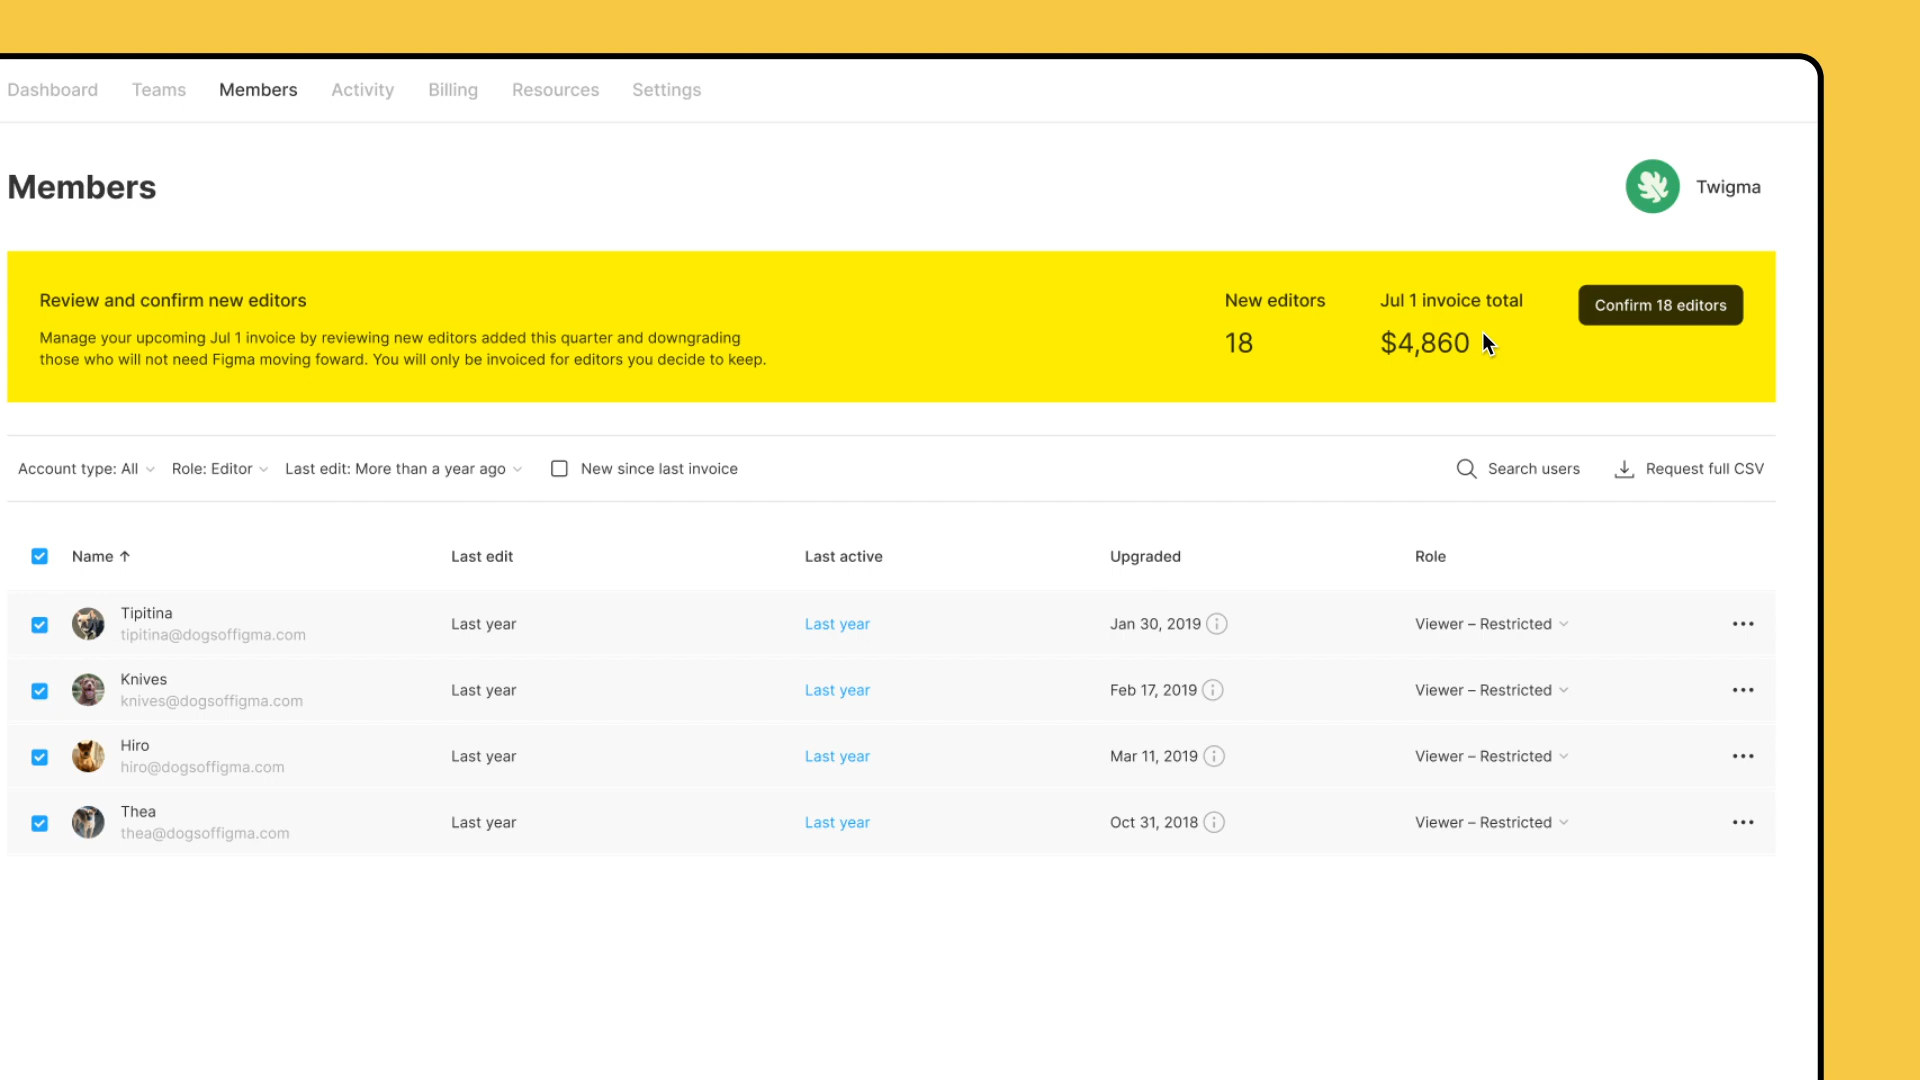 Dashboard Teams Members Activity Billing Resources Settings
Members
Twigma
Review and confirm new editors
Manage your upcoming Jul 1 invoice by reviewing new editors added this quarter and downgrading
those who will not need Figma moving foward. You will only be invoiced for editors you decide to keep.
New editors
18
Jul 1 invoice total
$4,860
Confirm 18 editors
Account type: All Role: Editor Last edit: More than a year ago New since last invoice Search users Request full CSV
Name ↑ Last edit Last active Upgraded Role
Tipitina
tipitina@dogsoffigma.com
Last year Last year Jan 30, 2019 Viewer – Restricted
Knives
knives@dogsoffigma.com
Last year Last year Feb 17, 2019 Viewer – Restricted
Hiro
hiro@dogsoffigma.com
Last year Last year Mar 11, 2019 Viewer – Restricted
Thea
thea@dogsoffigma.com
Last year Last year Oct 31, 2018 Viewer – Restricted